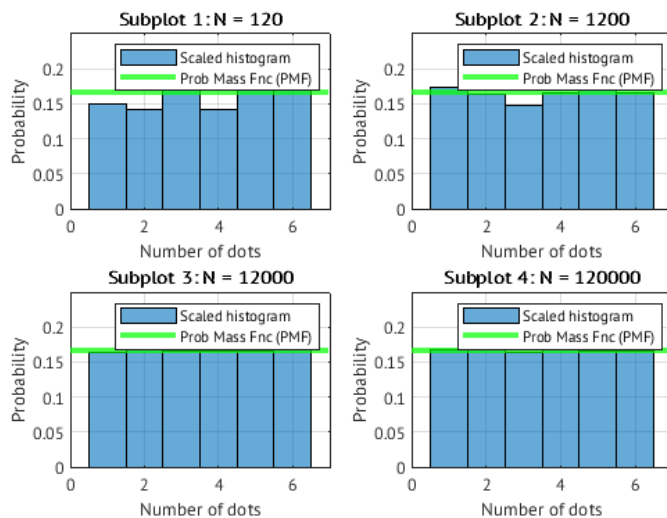 Subplot 1: N = 120
Scaled histogram
Prob Mass Fnc (PMF)
0.2
0.15
0.1
0.05
0
Probability
0 2 4 6
Number of dots
Subplot 2: N = 1200
Scaled histogram
Prob Mass Fnc (PMF)
0.2
0.15
0.1
0.05
0
Probability
0 2 4 6
Number of dots
Subplot 3: N = 12000
Scaled histogram
Prob Mass Fnc (PMF)
0.2
0.15
0.1
0.05
0
Probability
0 2 4 6
Number of dots
Subplot 4: N = 120000
Scaled histogram
Prob Mass Fnc (PMF)
0.2
0.15
0.1
0.05
0
Probability
0 2 4 6
Number of dots